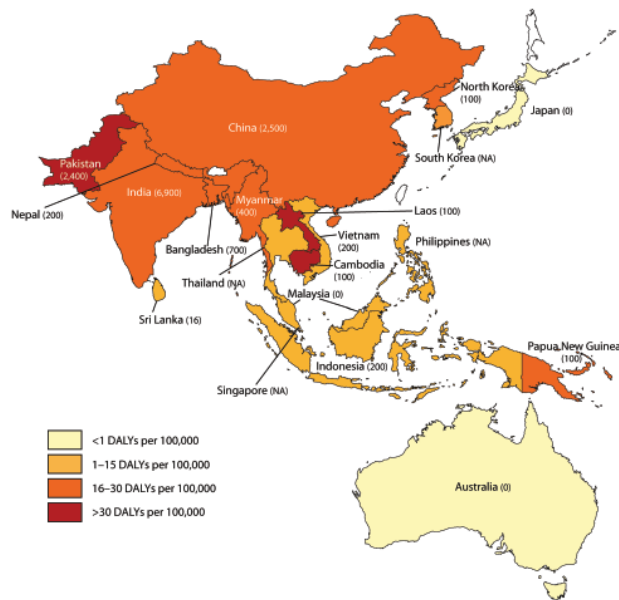 North Korea
(100)
Japan (0)
China (2,500)
South Korea (NA)
Pakistan
(2,400)
India (6,900)
Myanmar
(400)
Nepal (200)
Laos (100)
Vietnam
(200)
Philippines (NA)
Bangladesh (700)
Cambodia
(100)
Thailand (NA)
Malaysia (0)
Sri Lanka (16)
Papua New Guinea
(100)
Indonesia (200)
Singapore (NA)
<1 DALYs per 100,000
1–15 DALYs per 100,000
16–30 DALYs per 100,000
>30 DALYs per 100,000
Australia (0)